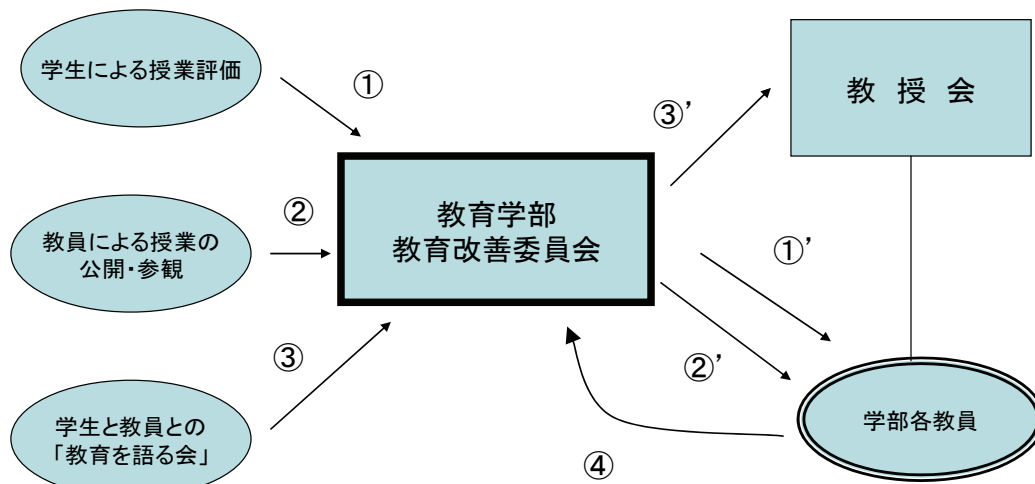 学生による授業評価
①
③’
教 授 会
②
教育学部
教育改善委員会
教員による授業の
公開・参観
①’
③
②’
学生と教員との
「教育を語る会」
学部各教員
④